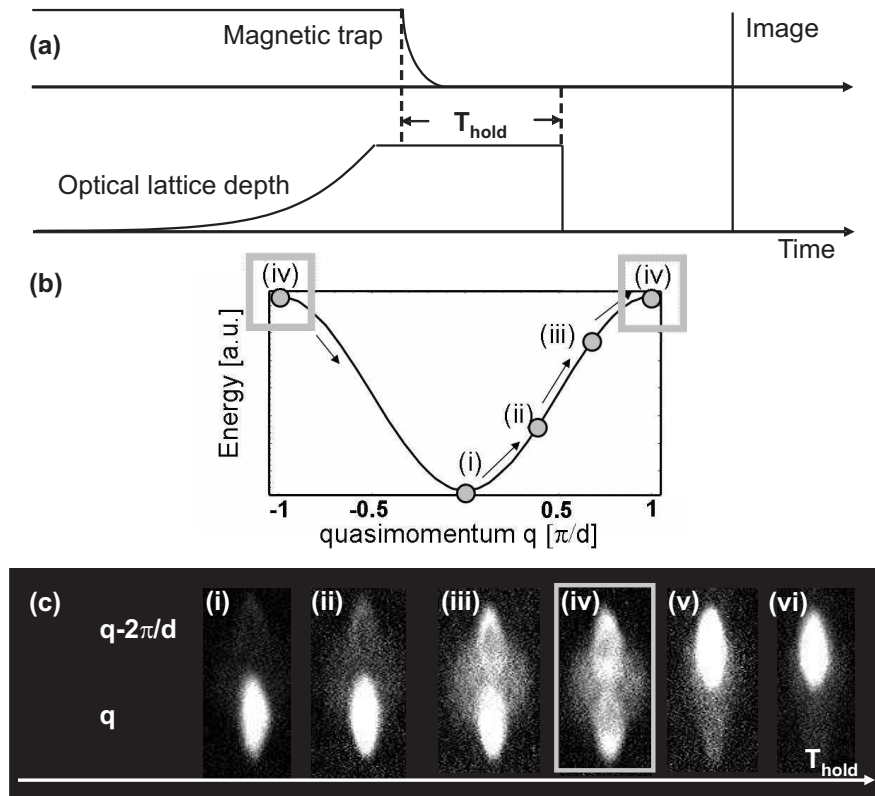 (a)
Magnetic trap
Image
T_hold
Optical lattice depth
Time
(b)
(iv) (iv)
(iii)
(ii)
(i)
Energy [a.u.]
-1 -0.5 0.0 0.5 1
quasimomentum q [π/d]
(c) (i) (ii) (iii) (iv) (v) (vi)
q-2π/d
q
T_hold